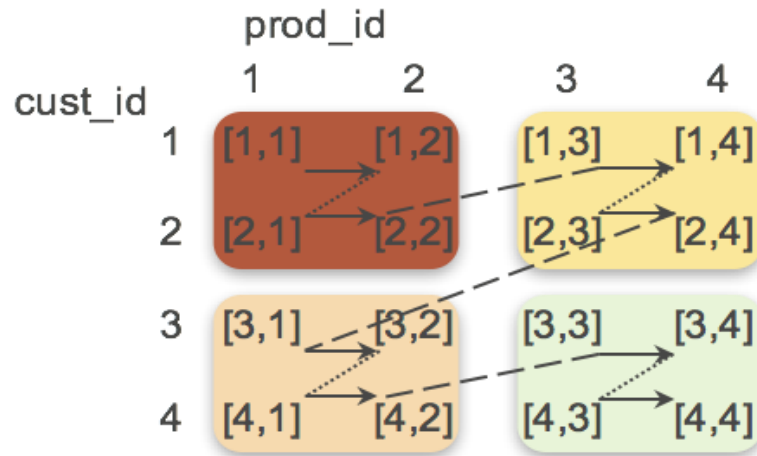 prod_id
1 2 3 4
cust_id
1 [1,1] [1,2] [1,3] [1,4]
2 [2,1] [2,2] [2,3] [2,4]
3 [3,1] [3,2] [3,3] [3,4]
4 [4,1] [4,2] [4,3] [4,4]